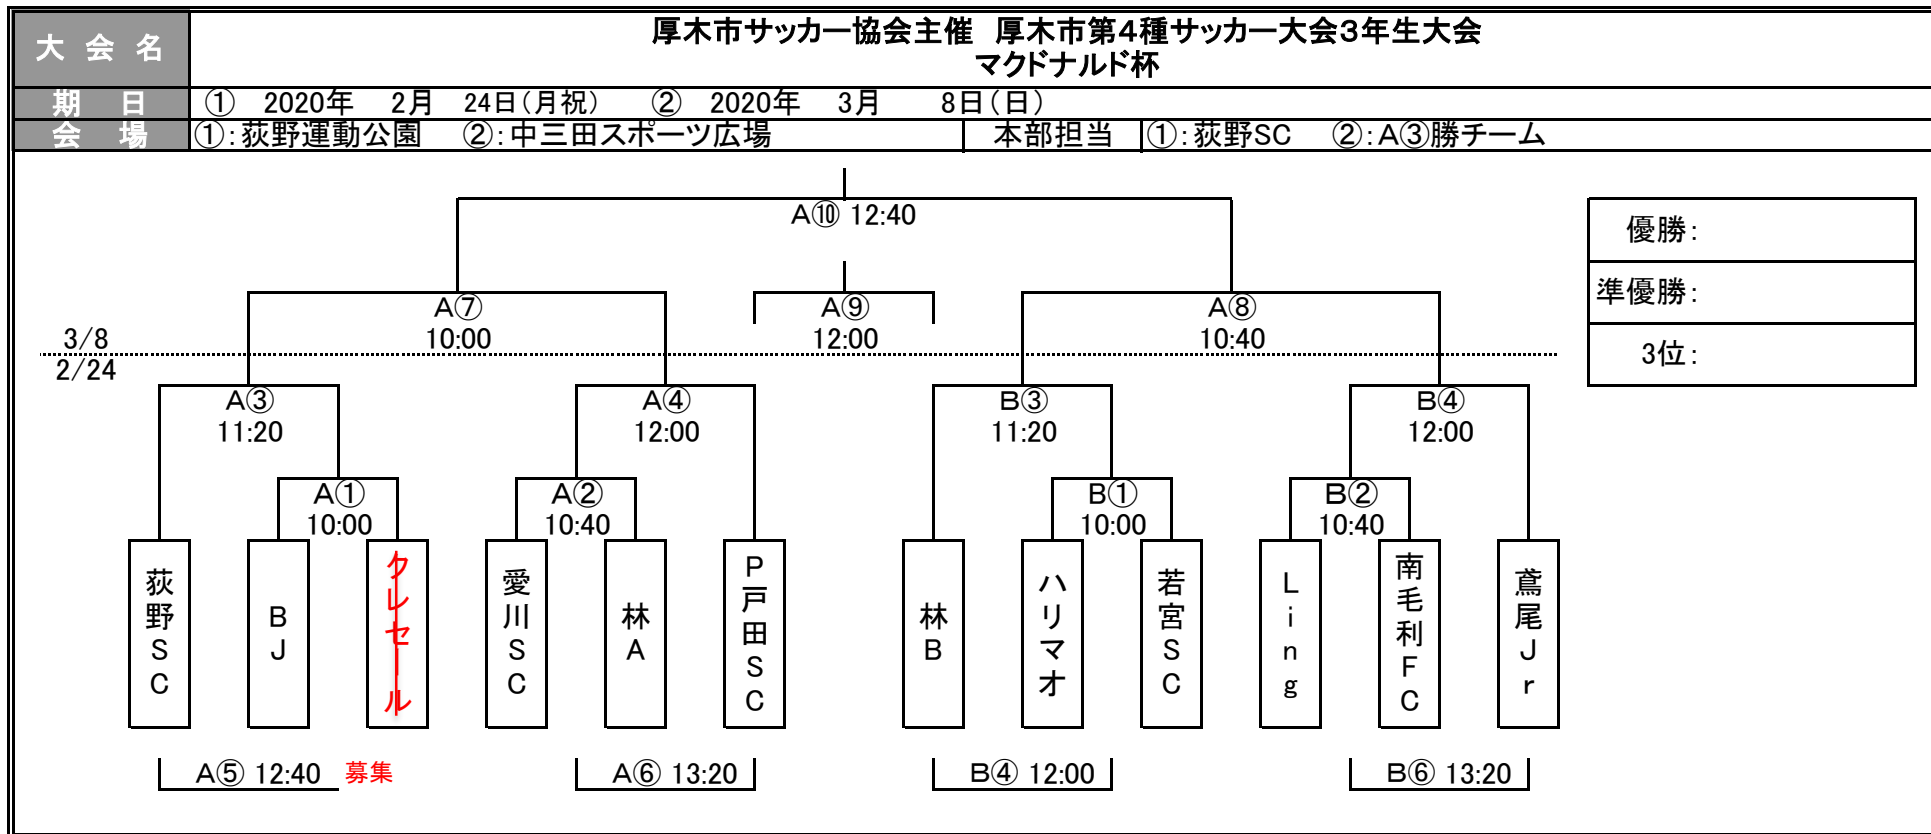 大会名
厚木市サッカー協会主催　厚木市第4種サッカー大会3年生大会
マクドナルド杯
期日
① 2020年 2月 24日(月祝) ② 2020年 3月 8日(日)
会場
①:荻野運動公園 ②:中三田スポーツ広場
本部担当
①:荻野SC ②:A③勝チーム
A⑩ 12:40
優勝:
準優勝:
3位:
A⑦
10:00
A⑨
12:00
A⑧
10:40
3/8
2/24
A③
11:20
A④
12:00
B③
11:20
B④
12:00
A①
10:00
A②
10:40
B①
10:00
B②
10:40
荻野SC
BJ
クレセール
愛川SC
林A
P戸田SC
林B
ハリマオ
若宮SC
Ling
南毛利FC
鳶尾Jr
A⑤ 12:40 募集
A⑥ 13:20
B④ 12:00
B⑥ 13:20